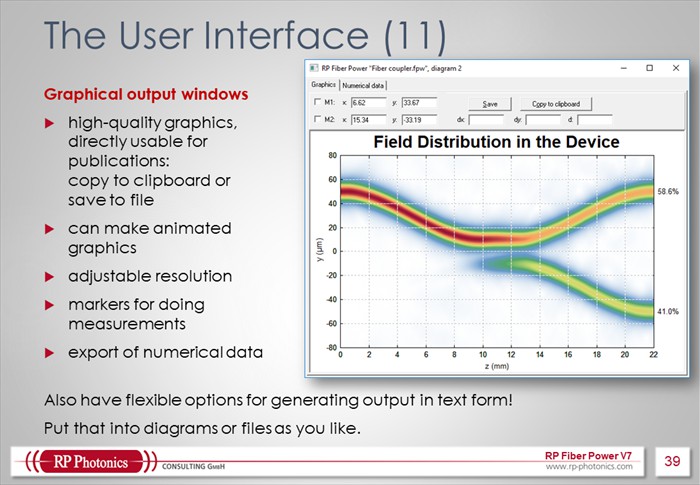 The User Interface (11)
Graphical output windows
high-quality graphics,
directly usable for
publications:
copy to clipboard or
save to file
can make animated
graphics
adjustable resolution
markers for doing
measurements
export of numerical data
RP Fiber Power "Fiber coupler.fpw", diagram 2
Graphics Numerical data
M1: x: 6.62 y: 33.67 Save Copy to clipboard
M2: x: 15.34 y: -33.19 dx: dy: d:
Field Distribution in the Device
80
60
40
20
0
-20
-40
-60
-80
y (µm)
58.6%
41.0%
0 2 4 6 8 10 12 14 16 18 20 22
z (mm)
Also have flexible options for generating output in text form!
Put that into diagrams or files as you like.
RP Photonics CONSULTING GMBH
RP Fiber Power V7
www.rp-photonics.com
39